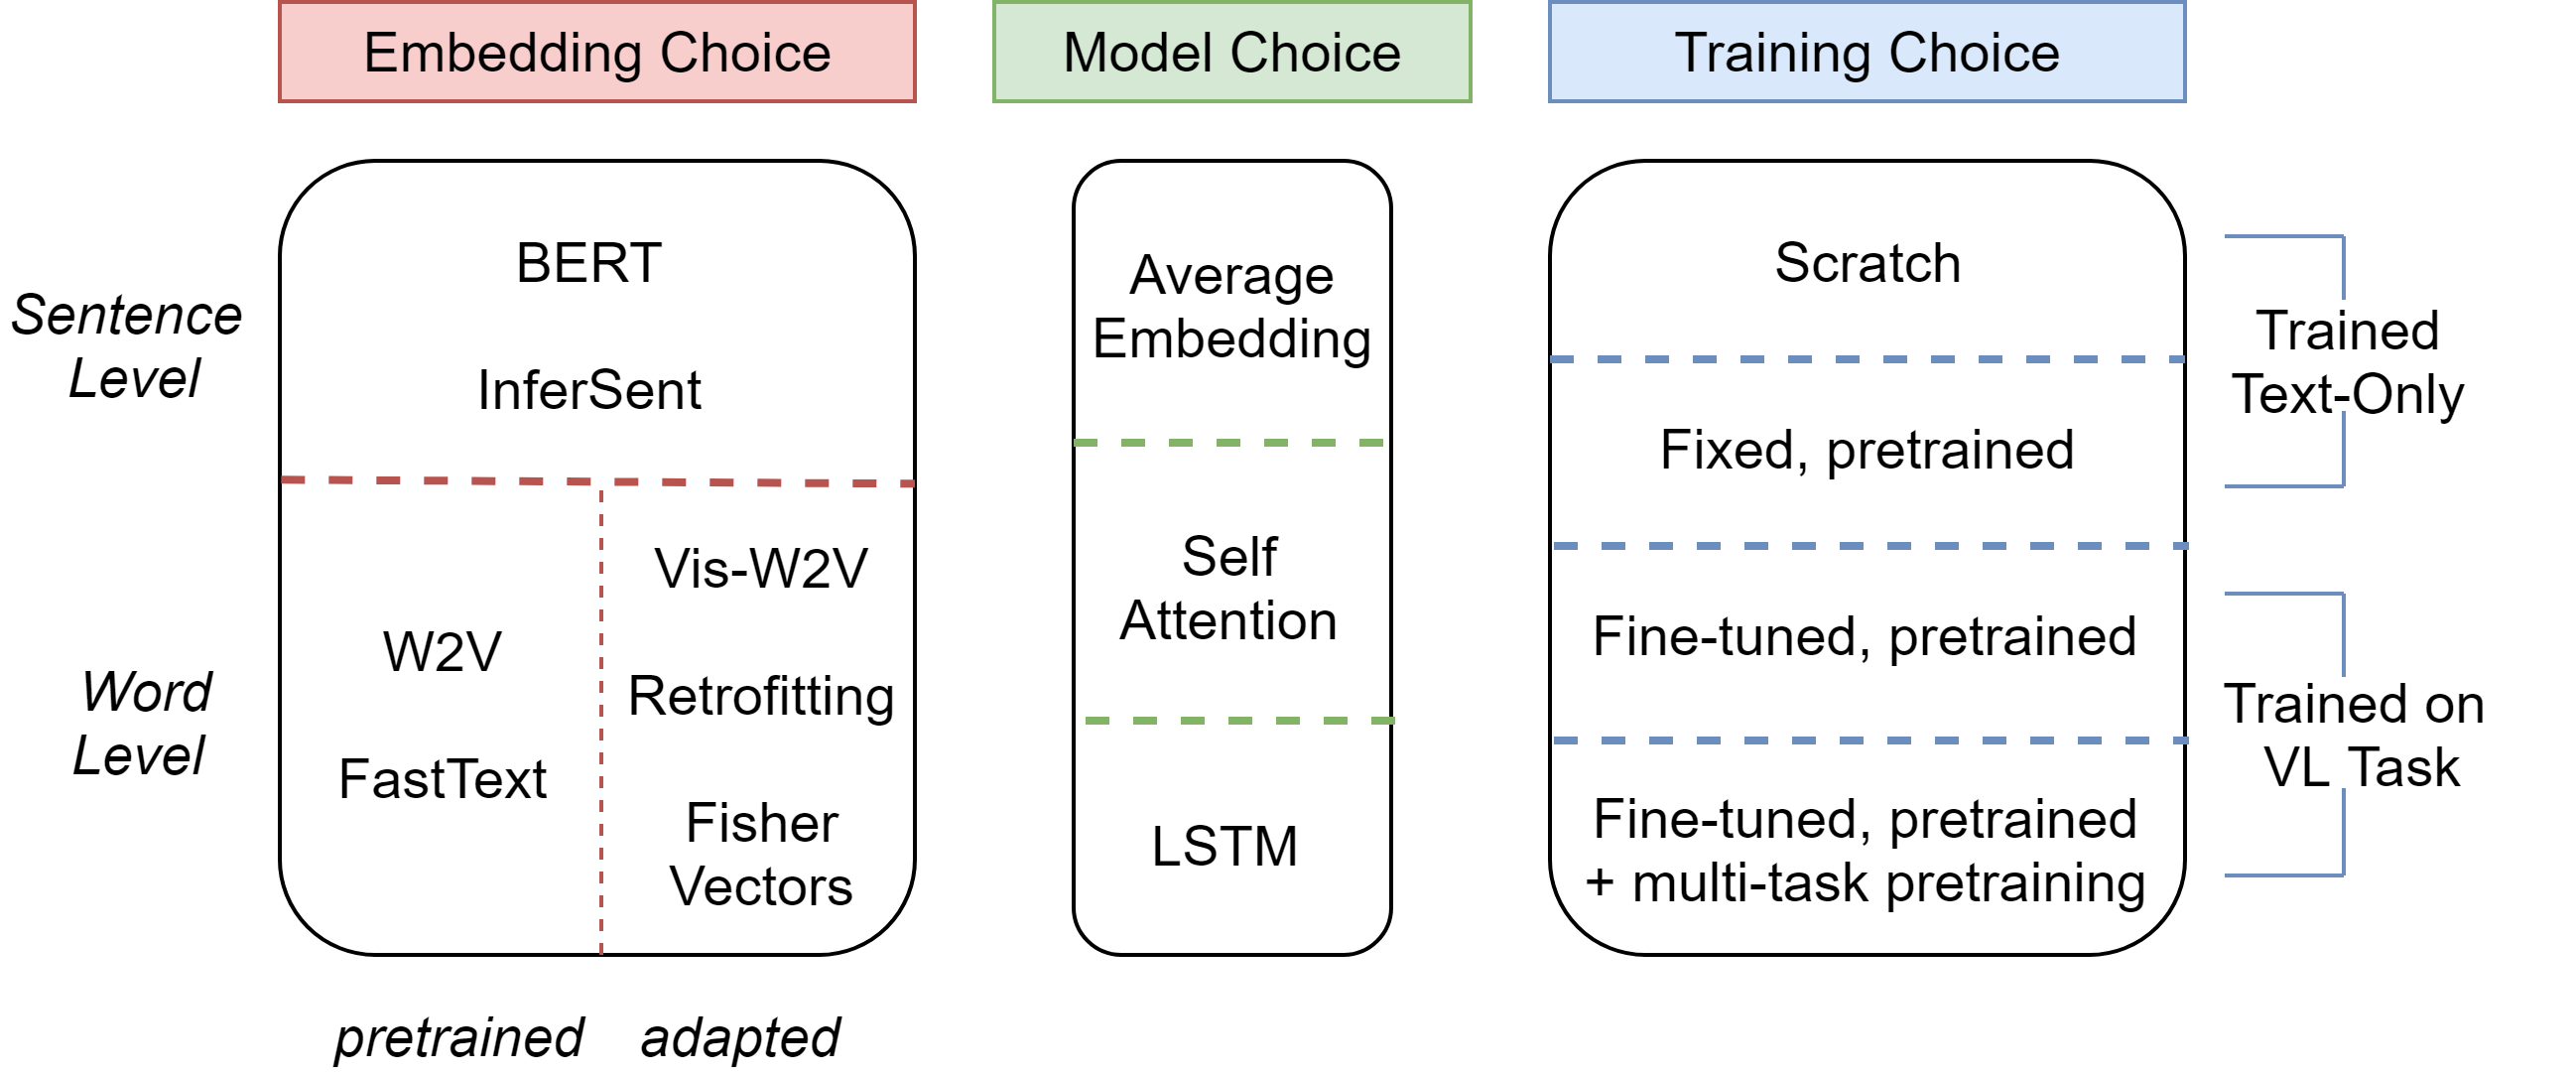 Embedding Choice
Model Choice
Training Choice
Sentence
Level
BERT
InferSent
Word
Level
W2V
FastText
Vis-W2V
Retrofitting
Fisher
Vectors
pretrained
adapted
Average
Embedding
Self
Attention
LSTM
Scratch
Fixed, pretrained
Fine-tuned, pretrained
Fine-tuned, pretrained
+ multi-task pretraining
Trained
Text-Only
Trained on
VL Task